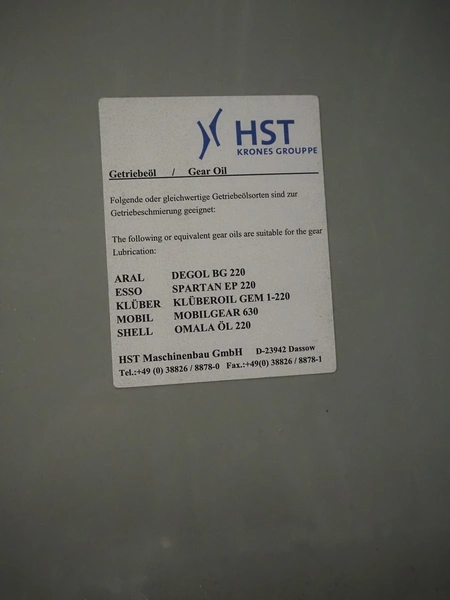 HST
KRONES GROUPPE
Getriebeöl / Gear Oil
Folgende oder gleichwertige Getriebeölsorten sind zur
Getriebeschmierung geeignet:
The following or equivalent gear oils are suitable for the gear
Lubrication:
ARAL DEGOL BG 220
ESSO SPARTAN EP 220
KLÜBER KLÜBEROIL GEM 1-220
MOBIL MOBILGEAR 630
SHELL OMALA ÖL 220
HST Maschinenbau GmbH D-23942 Dassow
Tel.:+49 (0) 38826 / 8878-0 Fax.:+49(0) 38826 / 8878-1